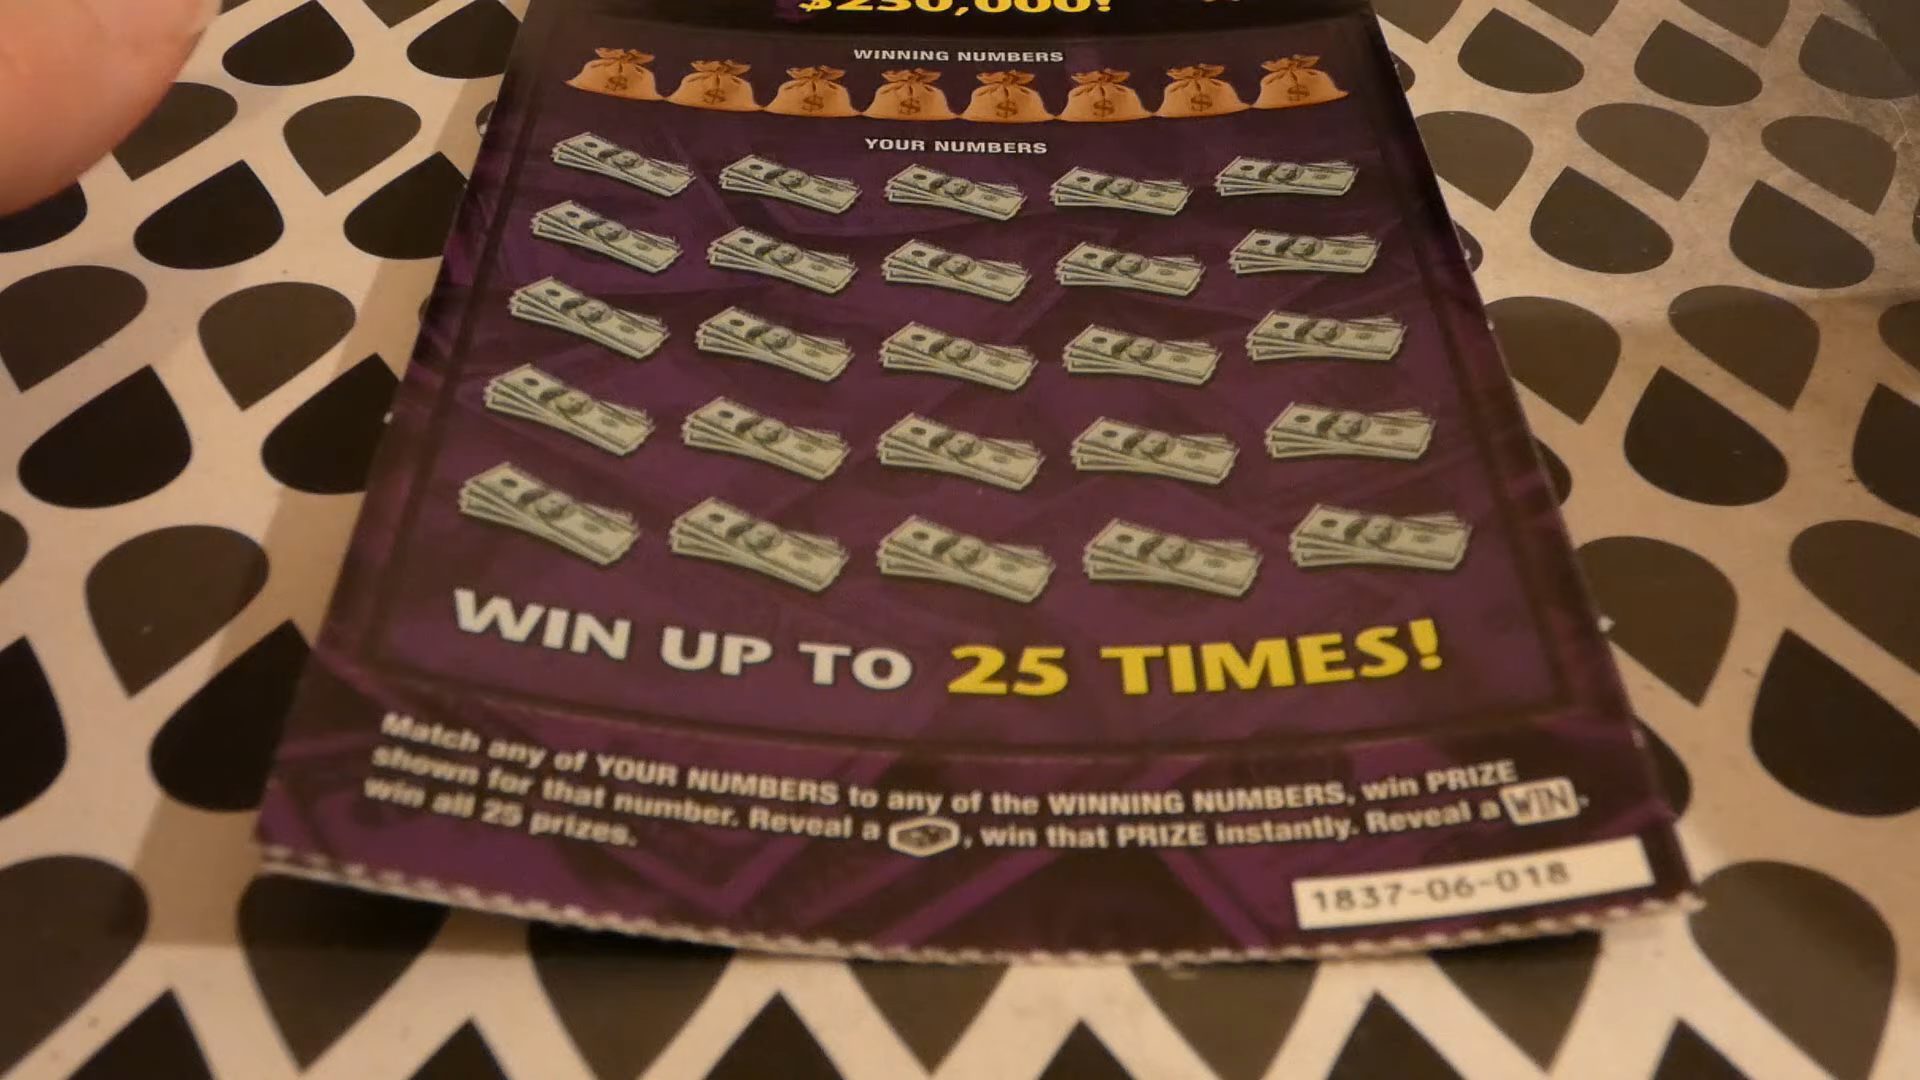 $250,000!
WINNING NUMBERS
YOUR NUMBERS
WIN UP TO 25 TIMES!
Match any of YOUR NUMBERS to any of the WINNING NUMBERS, win PRIZE
shown for that number. Reveal a , win that PRIZE instantly. Reveal a WIN,
win all 25 prizes.
1837-06-018